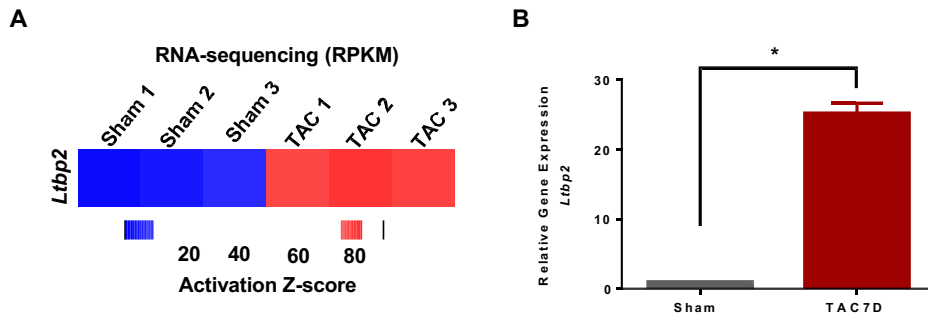 A
RNA-sequencing (RPKM)
Sham 1 Sham 2 Sham 3 TAC 1 TAC 2 TAC 3
Ltbp2
20 40 60 80
Activation Z-score
B
*
Relative Gene Expression
Ltbp2
30
20
10
0
Sham TAC7D